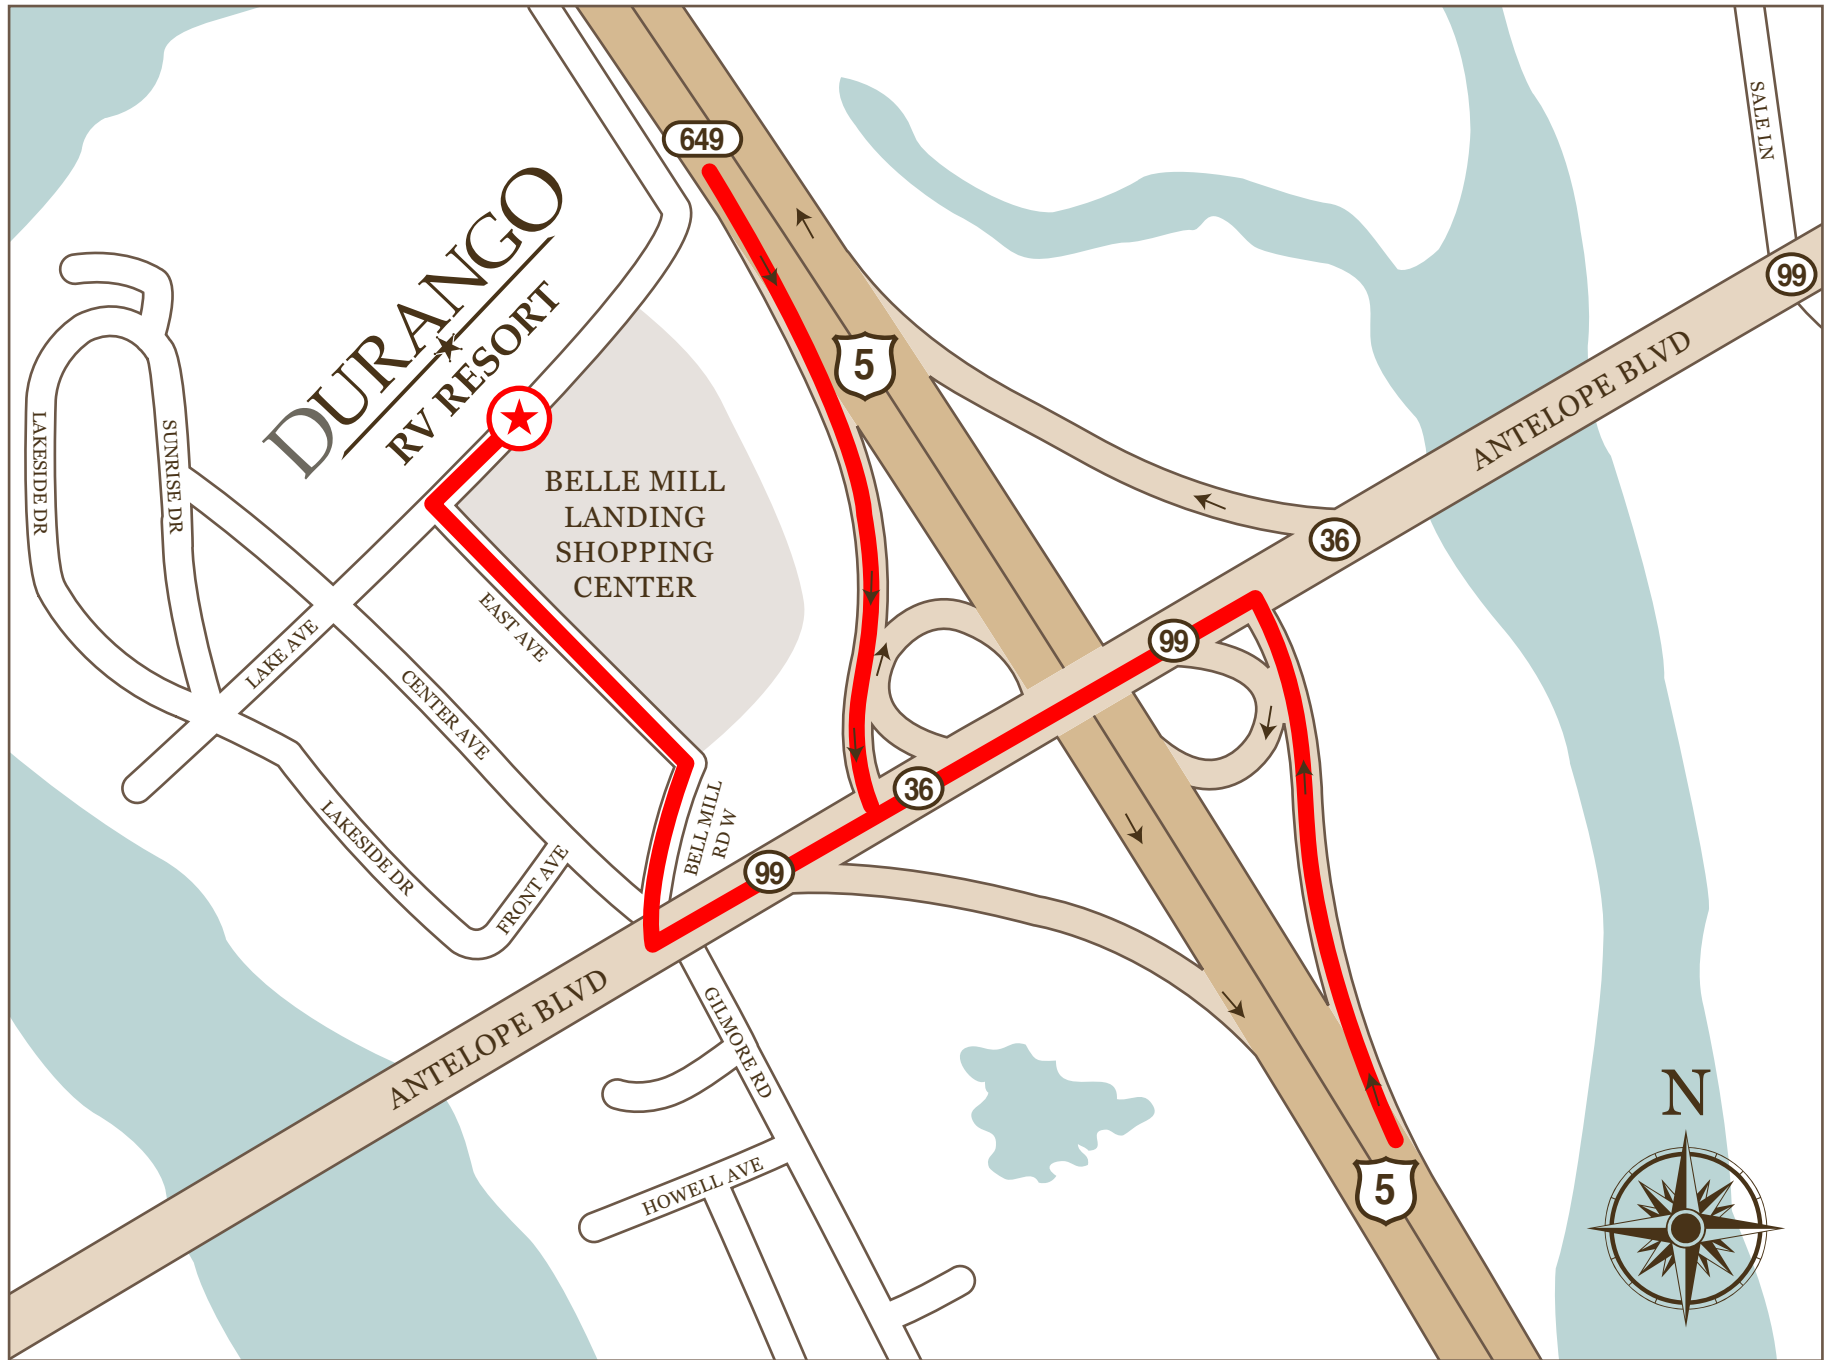 649
SALE LN
DURANGO
RV RESORT
99
5
ANTELOPE BLVD
LAKESIDE DR
SUNRISE DR
BELLE MILL
LANDING
SHOPPING
CENTER
36
EAST AVE
LAKE AVE
99
CENTER AVE
36
BELL MILL
RD W
LAKESIDE DR
FRONT AVE
99
ANTELOPE BLVD
GILMORE RD
N
HOWELL AVE
5